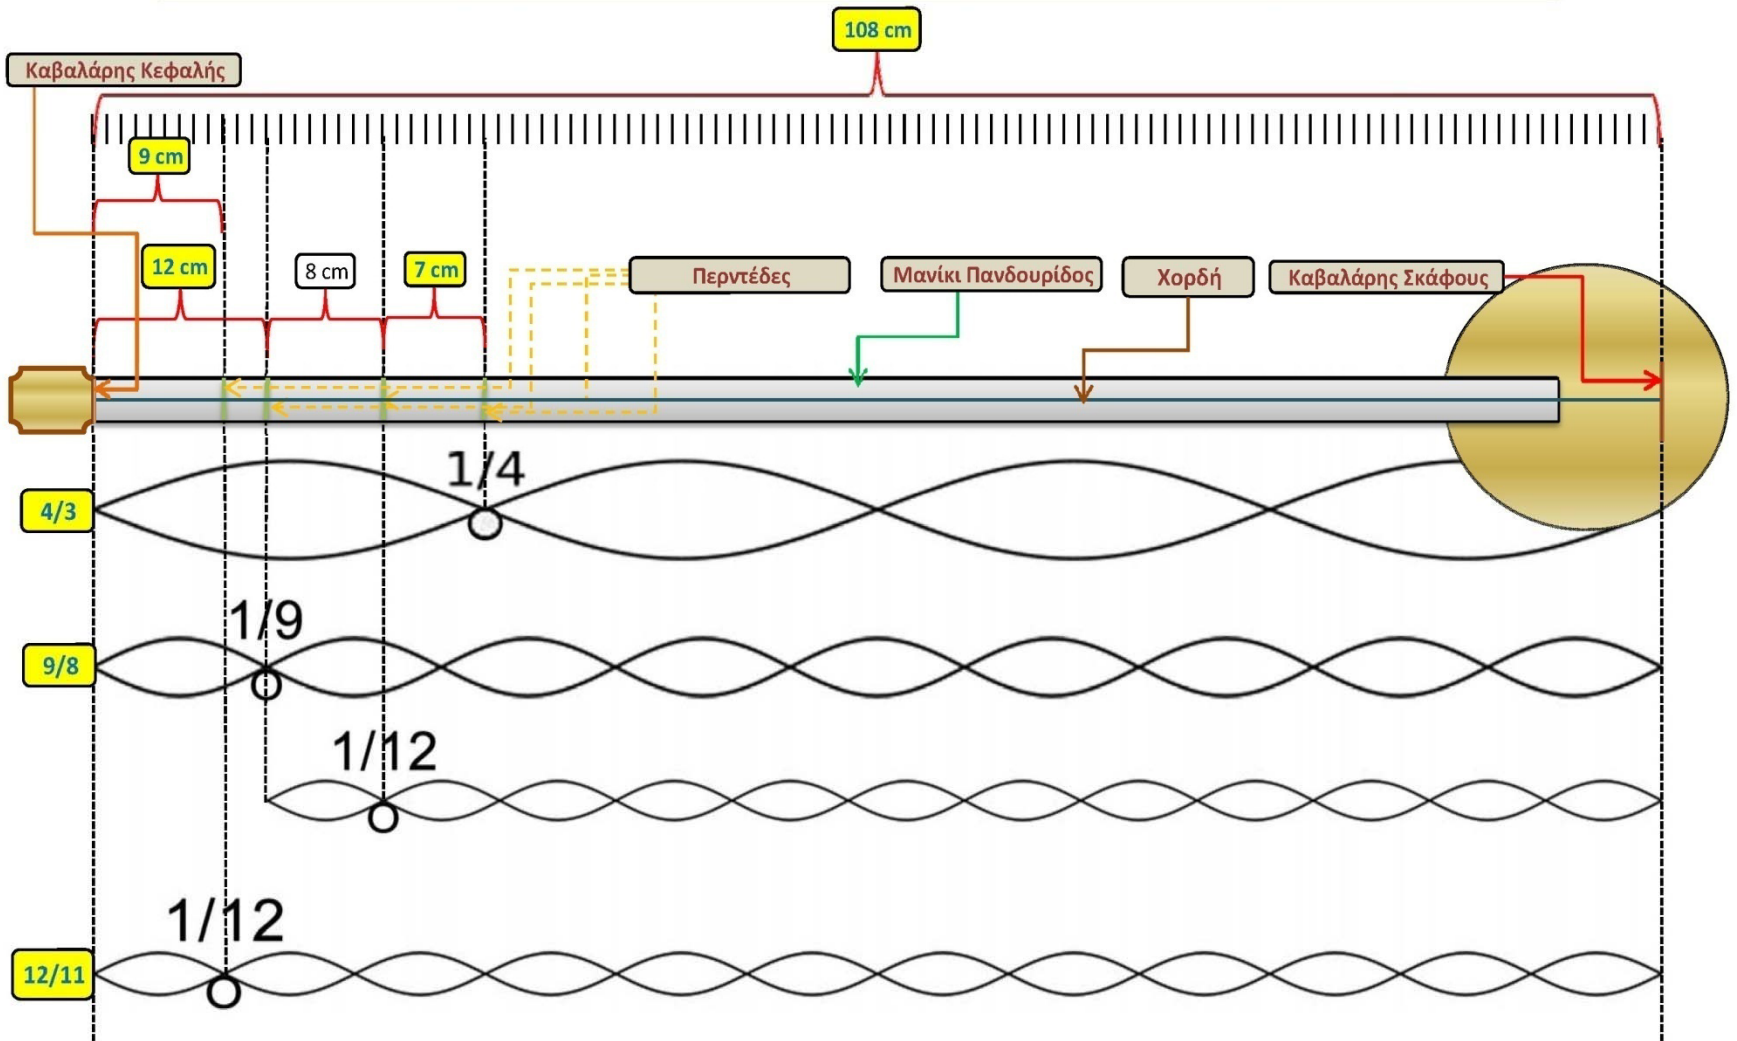 108 cm
Καβαλάρης Κεφαλής
9 cm
12 cm
8 cm
7 cm
Περντέδες
Μανίκι Πανδουρίδος
Χορδή
Καβαλάρης Σκάφους
1/4
4/3
1/9
9/8
1/12
1/12
12/11